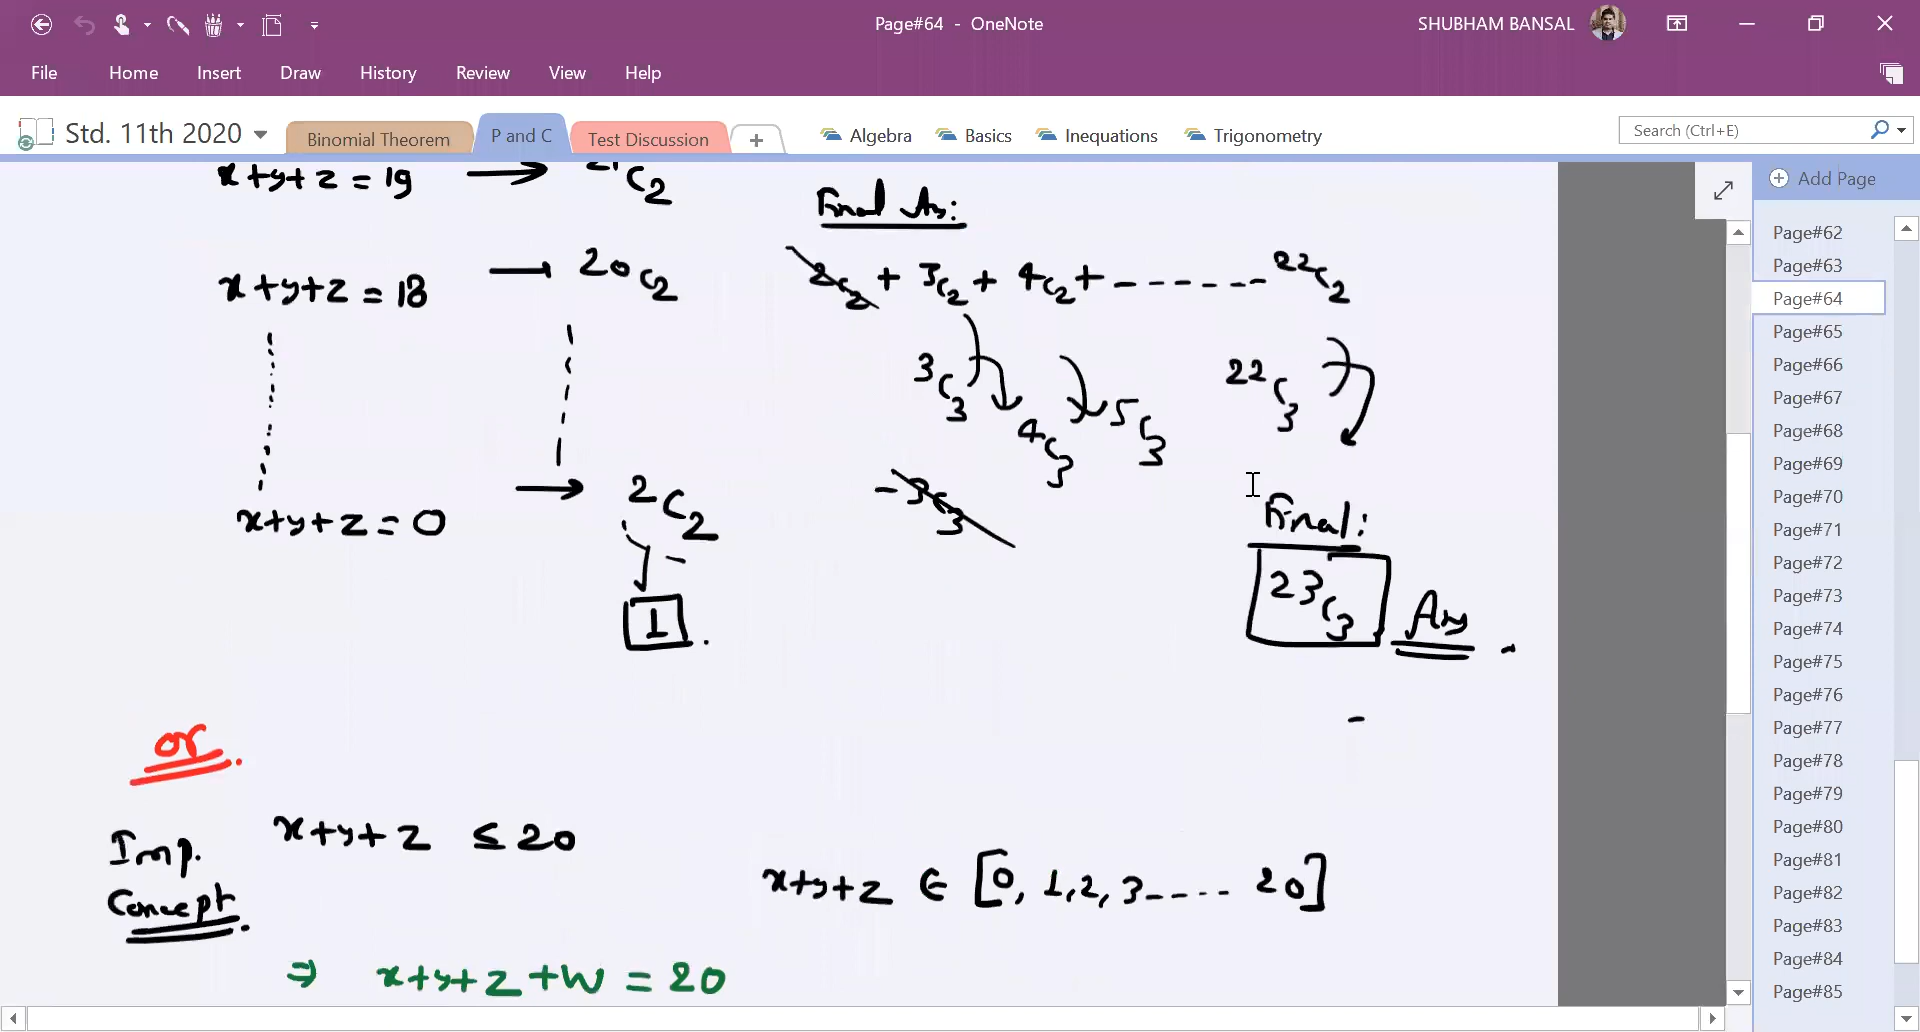 Page#64 - OneNote
SHUBHAM BANSAL
File Home Insert Draw History Review View Help
Std. 11th 2020
Binomial Theorem
P and C
Test Discussion
+
Algebra
Basics
Inequations
Trigonometry
Search (Ctrl+E)
Add Page
Page#62
Page#63
Page#64
Page#65
Page#66
Page#67
Page#68
Page#69
Page#70
Page#71
Page#72
Page#73
Page#74
Page#75
Page#76
Page#77
Page#78
Page#79
Page#80
Page#81
Page#82
Page#83
Page#84
Page#85
x+y+z = 19 → ²¹C₂
x+y+z = 18 → ²⁰C₂
x+y+z = 0 → ²C₂
1.
Final Ans:
²C₂ + ³C₂ + ⁴C₂ + ------ ²²C₂
³C₃ ⁴C₃ ⁵C₃ ²²C₃
- ³C₃
Final:
²³C₃ Ans
or.
Imp. Concept.
x+y+z ≤ 20
x+y+z ∈ [0, 1, 2, 3----- 20]
⇒ x+y+z+W = 20